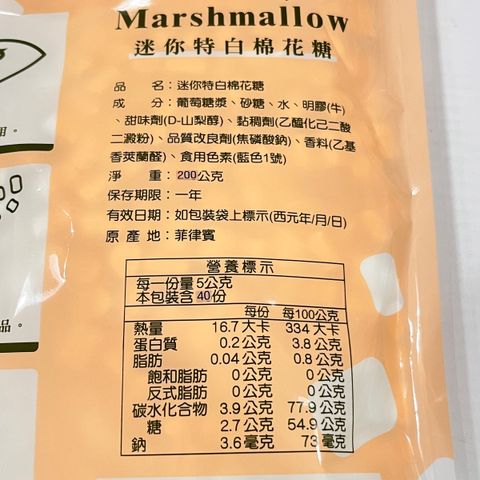 Marshmallow
迷你特白棉花糖
品 名：迷你特白棉花糖
成 分：葡萄糖漿、砂糖、水、明膠(牛)
、甜味劑(D-山梨醇)、黏稠劑(乙醯化己二酸
二澱粉)、品質改良劑(焦磷酸鈉)、香料(乙基
香莢蘭醛)、食用色素(藍色1號)
淨 重：200公克
保存期限：一年
有效日期：如包裝袋上標示(西元年/月/日)
原 產 地：菲律賓
用。
營養標示
每一份量 5公克
本包裝含 40份
每份 每100公克
熱量 16.7 大卡 334 大卡
蛋白質 0.2 公克 3.8 公克
脂肪 0.04 公克 0.8 公克
飽和脂肪 0 公克 0 公克
反式脂肪 0 公克 0 公克
碳水化合物 3.9 公克 77.9 公克
糖 2.7 公克 54.9 公克
鈉 3.6 毫克 73 毫克
品。